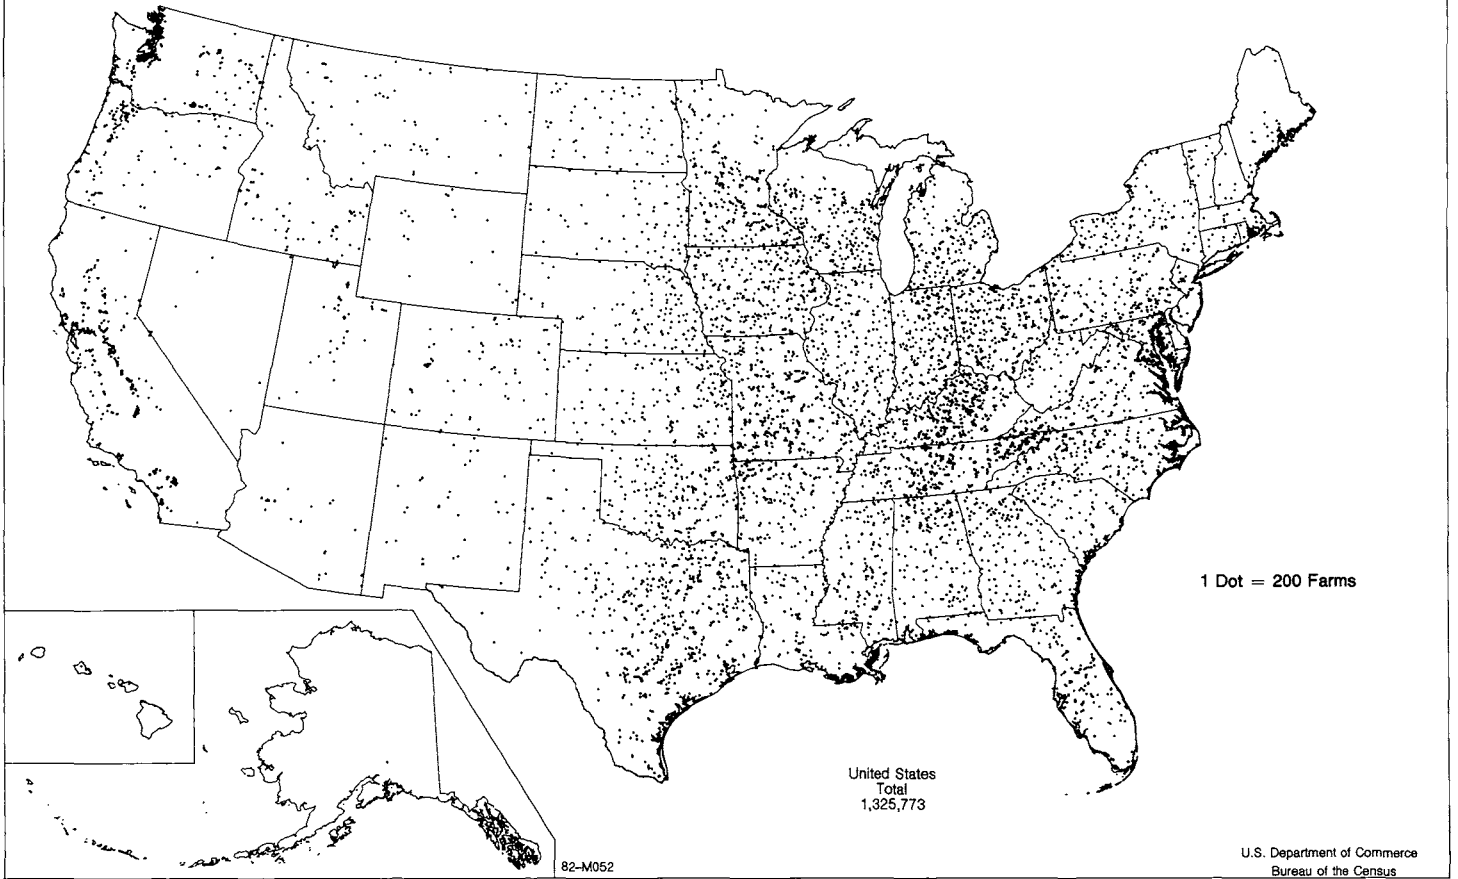 1 Dot = 200 Farms
United States
Total
1,325,773
82-M052
U.S. Department of Commerce
Bureau of the Census